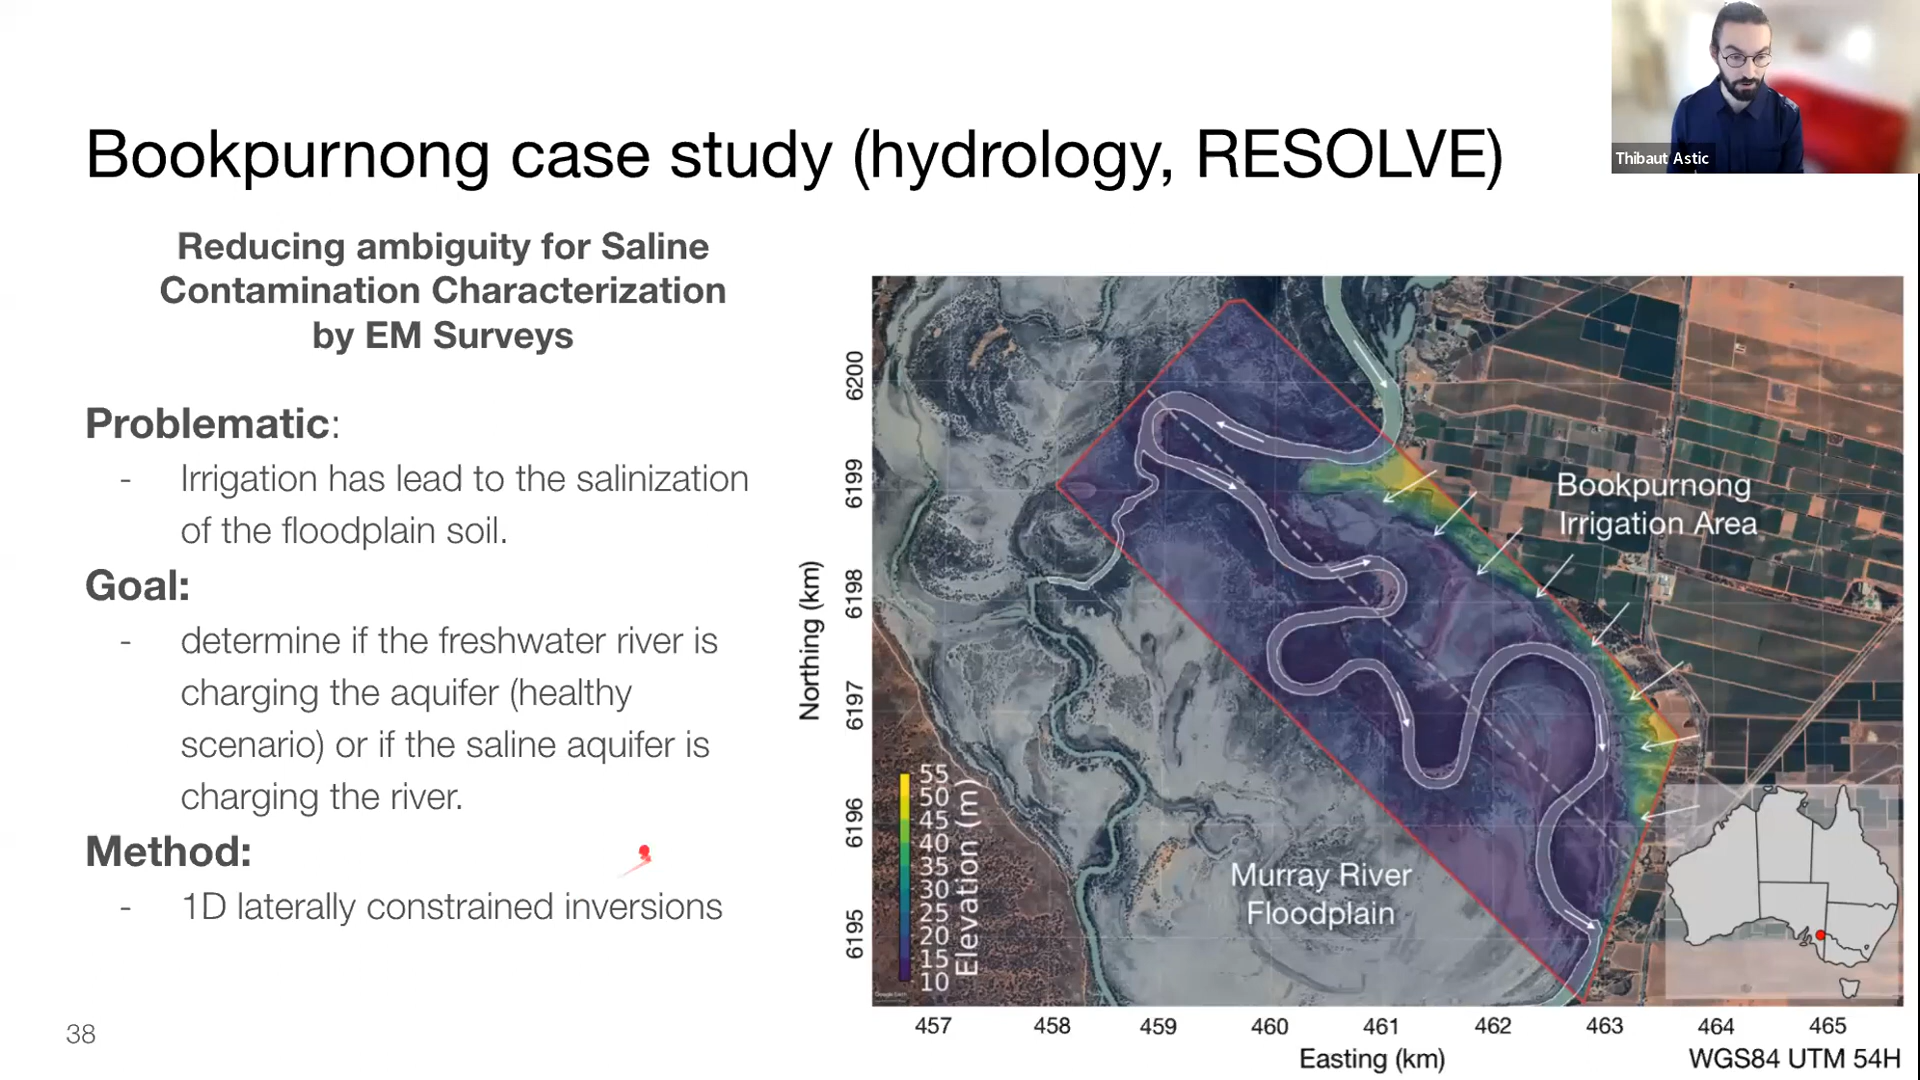 Thibaut Astic
Bookpurnong case study (hydrology, RESOLVE)
Reducing ambiguity for Saline
Contamination Characterization
by EM Surveys
Problematic:
- Irrigation has lead to the salinization
of the floodplain soil.
Goal:
- determine if the freshwater river is
charging the aquifer (healthy
scenario) or if the saline aquifer is
charging the river.
Method:
- 1D laterally constrained inversions
38
Northing (km)
6200
6199
6198
6197
6196
6195
Bookpurnong
Irrigation Area
Murray River
Floodplain
55
50
45
40
35
30
25
20
15
10
Elevation (m)
Google Earth
457 458 459 460 461 462 463 464 465
Easting (km)
WGS84 UTM 54H